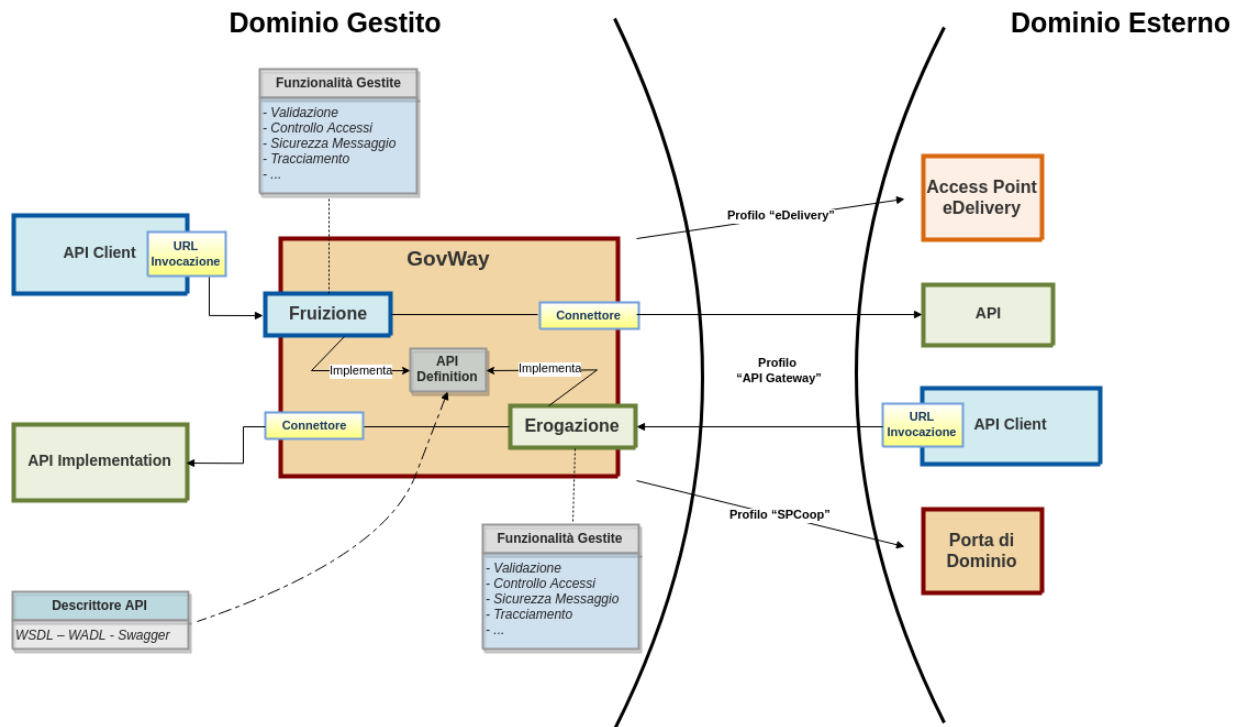 Dominio Gestito
Dominio Esterno
Funzionalità Gestite
- Validazione
- Controllo Accessi
- Sicurezza Messaggio
- Tracciamento
- ...
Access Point
eDelivery
Profilo “eDelivery”
API Client
URL
Invocazione
GovWay
Fruizione
Connettore
API
Implementa
API
Definition
Implementa
Profilo
“API Gateway”
Connettore
Erogazione
URL
Invocazione
API Client
API Implementation
Profilo “SPCoop”
Porta di
Dominio
Funzionalità Gestite
- Validazione
- Controllo Accessi
- Sicurezza Messaggio
- Tracciamento
- ...
Descrittore API
WSDL – WADL - Swagger